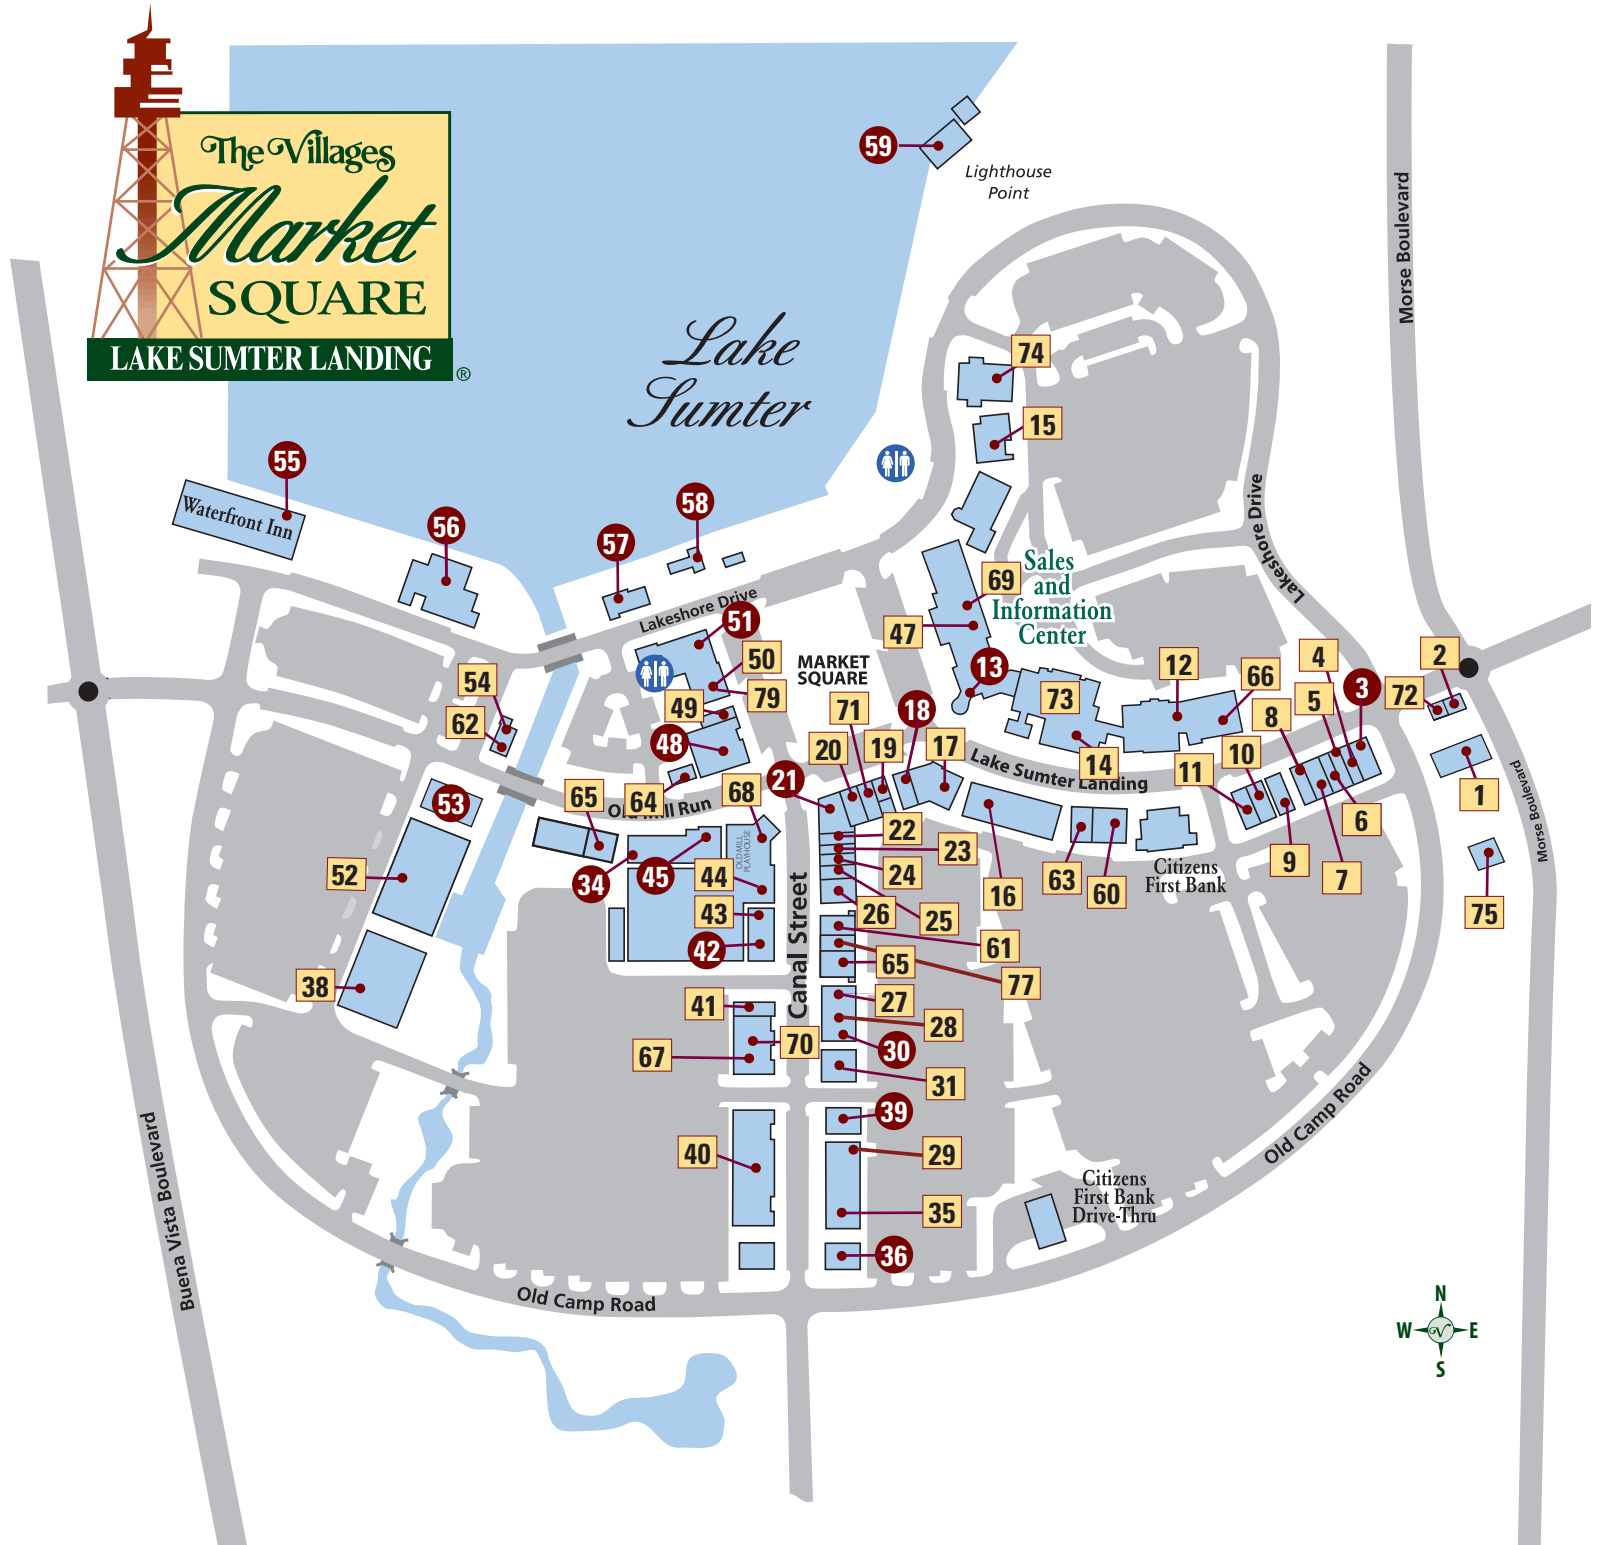 The Villages
Market
SQUARE
LAKE SUMTER LANDING
®
59
Lighthouse
Point
Morse Boulevard
Lake
Sumter
74
15
55
Waterfront Inn
56
58
57
Lakeshore Drive
Lakeshore Drive
51
50
79
49
48
54
62
MARKET
SQUARE
69
Sales
and
Information
Center
47
13
73
12
66
4
5
3
2
72
8
10
11
14
71
18
17
19
20
21
Lake Sumter Landing
53
65
64
Old Mill Run
68
OLD MILL
PLAYHOUSE
1
Morse Boulevard
6
7
9
75
Citizens
First Bank
63
60
16
22
23
24
25
26
61
77
65
52
34
45
44
43
42
38
Canal Street
41
67
70
27
28
30
31
39
29
35
36
40
Citizens
First Bank
Drive-Thru
Old Camp Road
Old Camp Road
Buena Vista Boulevard
N
W
E
S
V